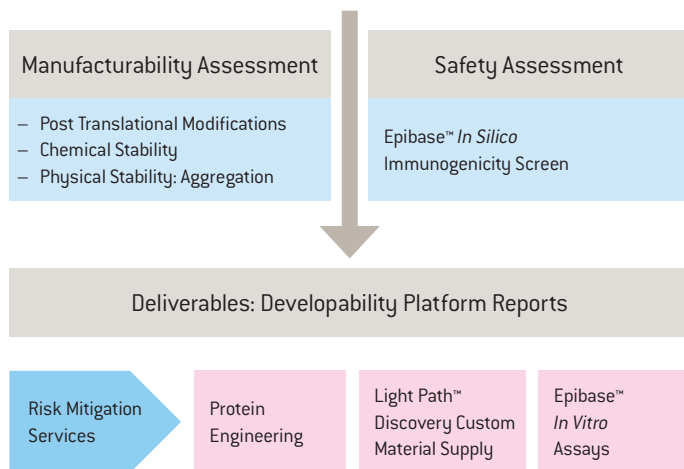 Manufacturability Assessment
– Post Translational Modifications
– Chemical Stability
– Physical Stability: Aggregation
Safety Assessment
Epibase™ In Silico
Immunogenicity Screen
Deliverables: Developability Platform Reports
Risk Mitigation
Services
Protein
Engineering
Light Path™
Discovery Custom
Material Supply
Epibase™
In Vitro
Assays